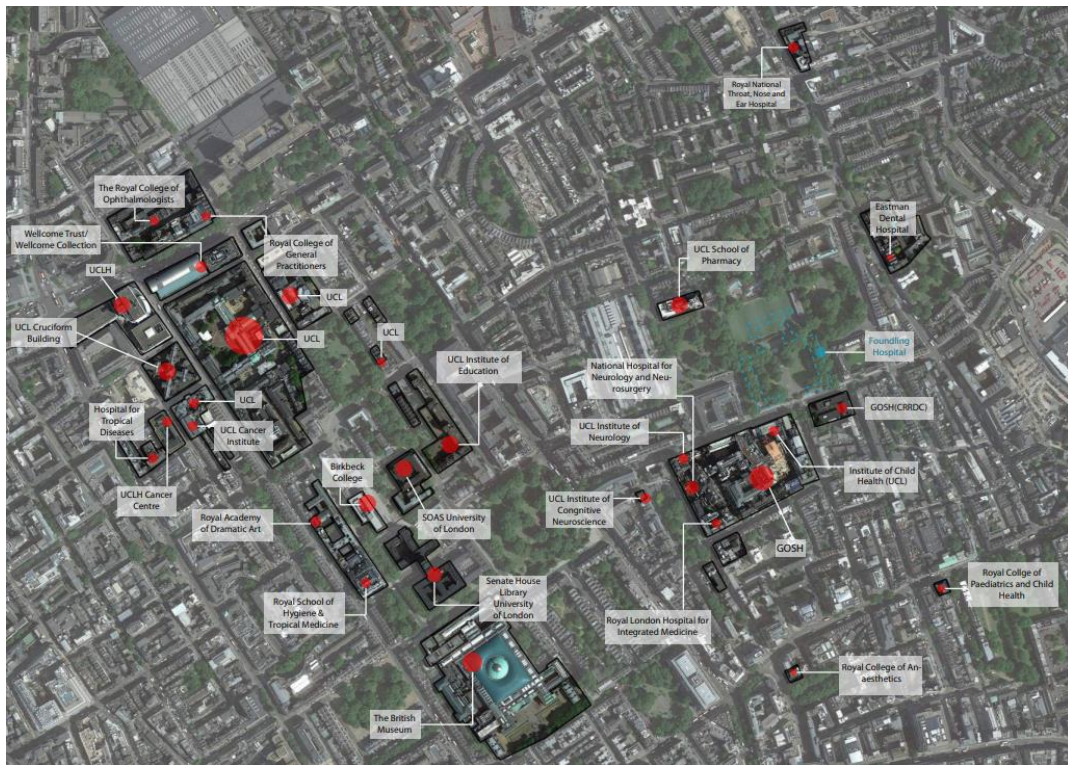 Royal National
Throat, Nose and
Ear Hospital
The Royal College of
Ophthalmologists
Eastman
Dental
Hospital
Wellcome Trust/
Wellcome Collection
Royal College of
General
Practitioners
UCL School of
Pharmacy
UCLH
UCL
UCL Cruciform
Building
UCL
UCL
UCL Institute of
Education
National Hospital for
Neurology and Neu-
rosurgery
Foundling
Hospital
UCL
Hospital for
Tropical
Diseases
GOSH(CRRDC)
UCL Cancer
Institute
UCL Institute of
Neurology
Birkbeck
College
Institute of Child
Health (UCL)
UCLH Cancer
Centre
Royal Academy
of Dramatic Art
SOAS University
of London
UCL Institute of
Congnitive
Neuroscience
GOSH
Royal Collge of
Paediatrics and Child
Health
Senate House
Library
University
of London
Royal School of
Hygiene &
Tropical Medicine
Royal London Hospital for
Integrated Medicine
Royal College of An-
aesthetics
The British
Museum